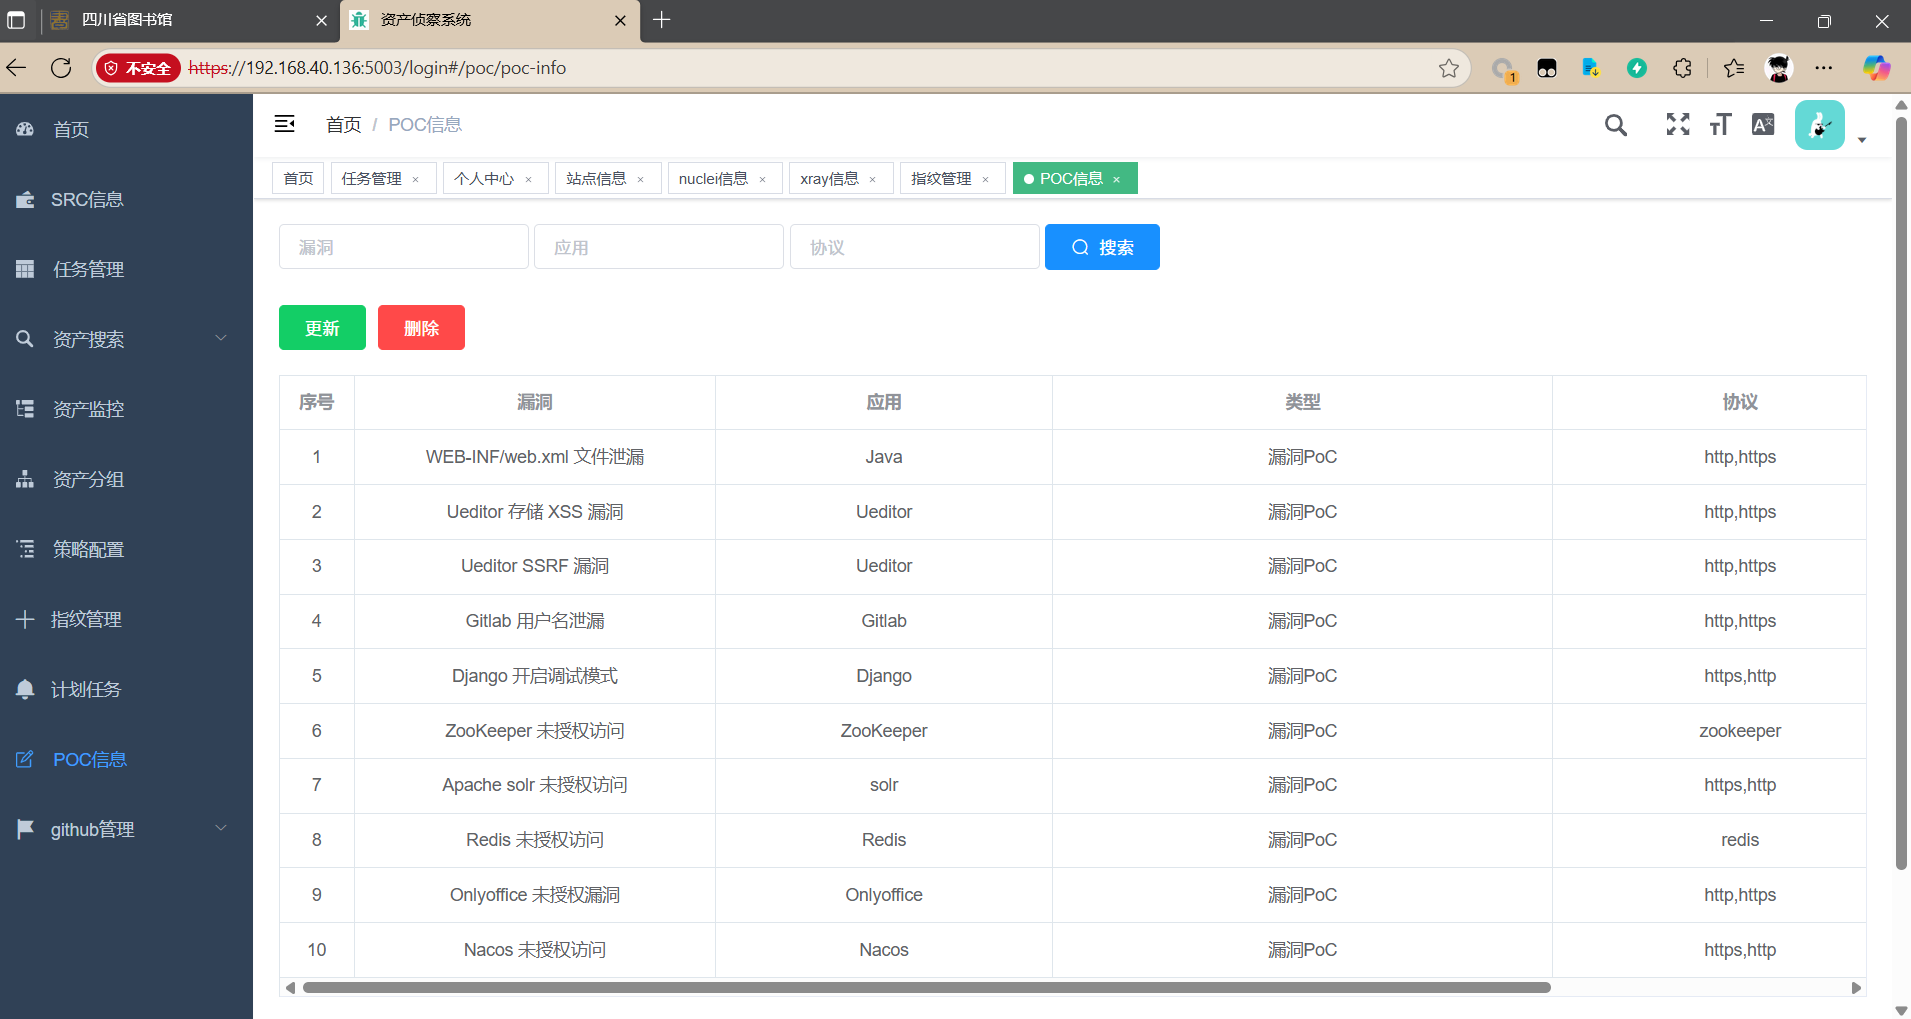 四川省图书馆
资产侦察系统
不安全 https://192.168.40.136:5003/login#/poc/poc-info
1
首页
SRC信息
任务管理
资产搜索
资产监控
资产分组
策略配置
指纹管理
计划任务
POC信息
github管理
首页 / POC信息
首页 任务管理 × 个人中心 × 站点信息 × nuclei信息 × xray信息 × 指纹管理 × POC信息 ×
漏洞 应用 协议 搜索
更新 删除
序号 漏洞 应用 类型 协议
1 WEB-INF/web.xml 文件泄漏 Java 漏洞PoC http,https
2 Ueditor 存储 XSS 漏洞 Ueditor 漏洞PoC http,https
3 Ueditor SSRF 漏洞 Ueditor 漏洞PoC http,https
4 Gitlab 用户名泄漏 Gitlab 漏洞PoC http,https
5 Django 开启调试模式 Django 漏洞PoC https,http
6 ZooKeeper 未授权访问 ZooKeeper 漏洞PoC zookeeper
7 Apache solr 未授权访问 solr 漏洞PoC https,http
8 Redis 未授权访问 Redis 漏洞PoC redis
9 Onlyoffice 未授权漏洞 Onlyoffice 漏洞PoC http,https
10 Nacos 未授权访问 Nacos 漏洞PoC https,http